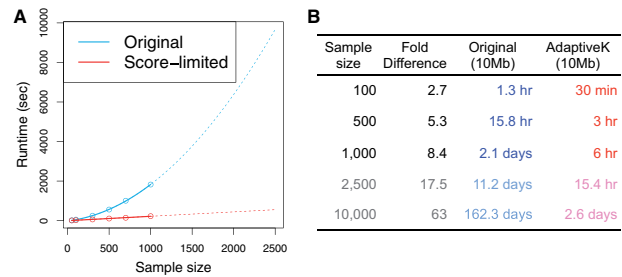 A
Original
Score-limited
Runtime (sec)
10000
8000
6000
4000
2000
0
0 500 1000 1500 2000 2500
Sample size
B
Sample size Fold Difference Original (10Mb) AdaptiveK (10Mb)
100 2.7 1.3 hr 30 min
500 5.3 15.8 hr 3 hr
1,000 8.4 2.1 days 6 hr
2,500 17.5 11.2 days 15.4 hr
10,000 63 162.3 days 2.6 days